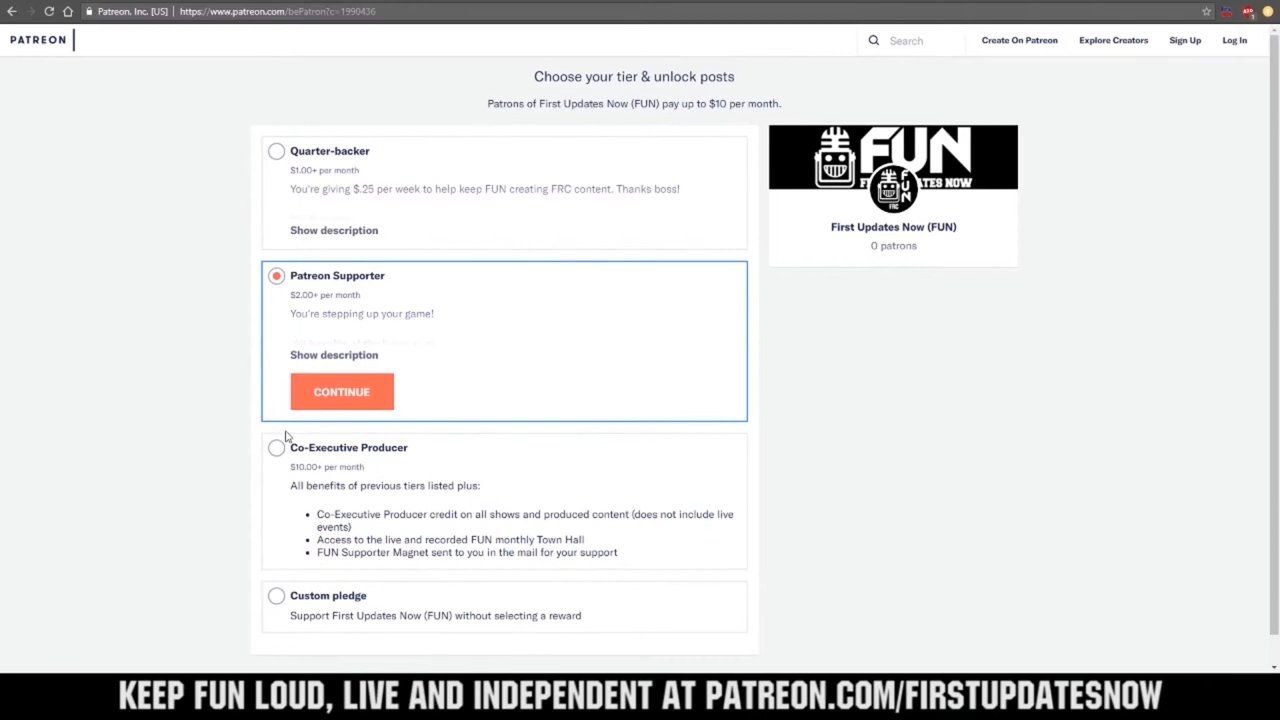 Patreon, Inc. [US] | https://www.patreon.com/bePatron?c=1990436
PATREON
Search
Create On Patreon
Explore Creators
Sign Up
Log In
Choose your tier & unlock posts
Patrons of First Updates Now (FUN) pay up to $10 per month.
Quarter-backer
$1.00+ per month
You're giving $.25 per week to help keep FUN creating FRC content. Thanks boss!
Show description
Patreon Supporter
$2.00+ per month
You're stepping up your game!
Show description
CONTINUE
Co-Executive Producer
$10.00+ per month
All benefits of previous tiers listed plus:
• Co-Executive Producer credit on all shows and produced content (does not include live
events)
• Access to the live and recorded FUN monthly Town Hall
• FUN Supporter Magnet sent to you in the mail for your support
Custom pledge
Support First Updates Now (FUN) without selecting a reward
FUN
FUN
FRC
First Updates Now (FUN)
0 patrons
KEEP FUN LOUD, LIVE AND INDEPENDENT AT PATREON.COM/FIRSTUPDATESNOW